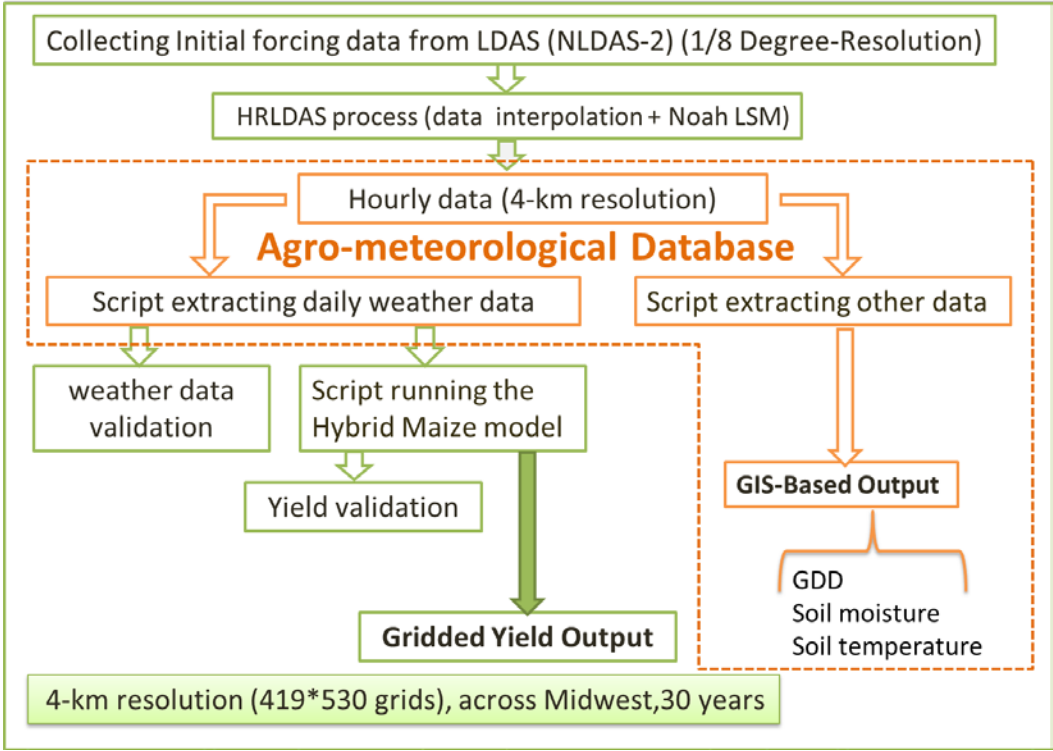 Collecting Initial forcing data from LDAS (NLDAS-2) (1/8 Degree-Resolution)
HRLDAS process (data interpolation + Noah LSM)
Hourly data (4-km resolution)
Agro-meteorological Database
Script extracting daily weather data
Script extracting other data
weather data
validation
Script running the
Hybrid Maize model
Yield validation
GIS-Based Output
GDD
Soil moisture
Soil temperature
Gridded Yield Output
4-km resolution (419*530 grids), across Midwest,30 years